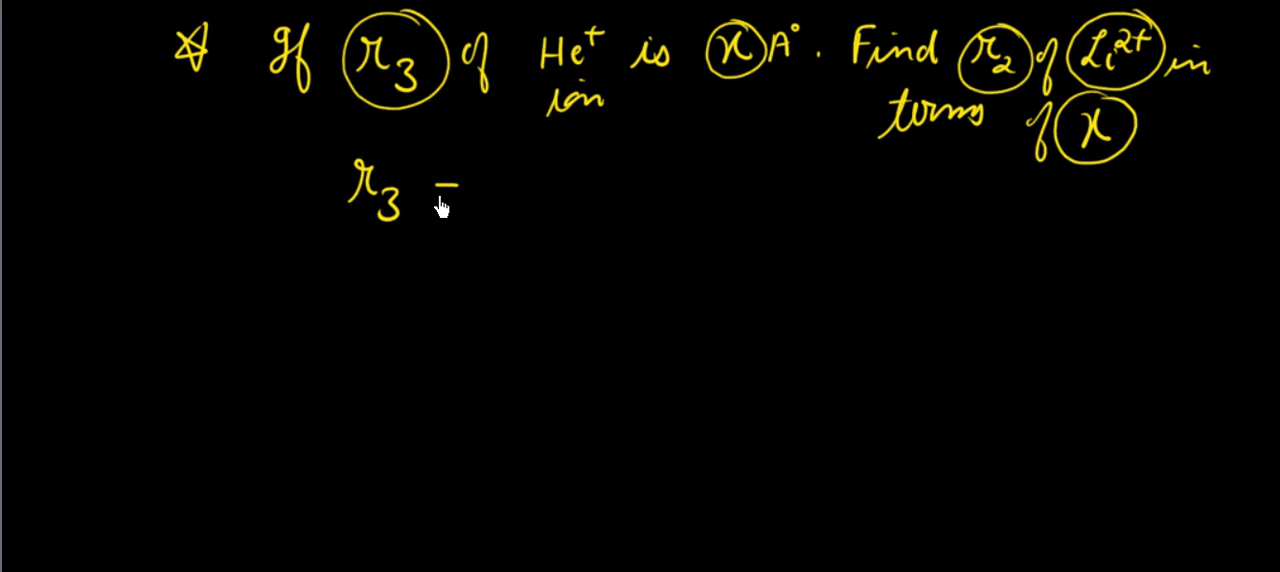 ☆ If r₃ of He⁺ is x A°. Find r₂ of Li²⁺ in
ion terms of x
r₃ =